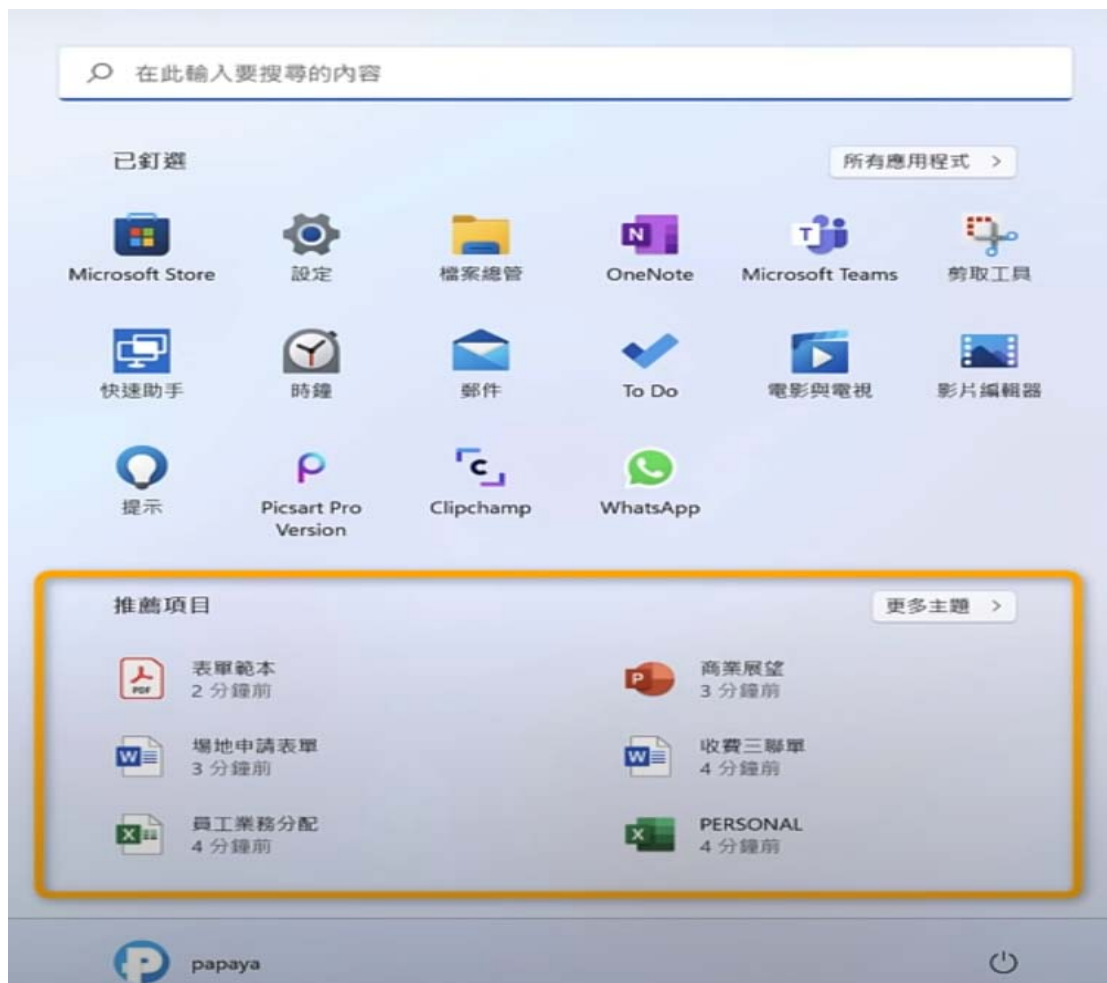 在此輸入要搜尋的內容
已釘選
所有應用程式 >
Microsoft Store
設定
檔案總管
OneNote
Microsoft Teams
剪取工具
快速助手
時鐘
郵件
To Do
電影與電視
影片編輯器
提示
Picsart Pro
Version
Clipchamp
WhatsApp
推薦項目
更多主題 >
表單範本
2 分鐘前
商業展望
3 分鐘前
場地申請表單
3 分鐘前
收費三聯單
4 分鐘前
員工業務分配
4 分鐘前
PERSONAL
4 分鐘前
papaya